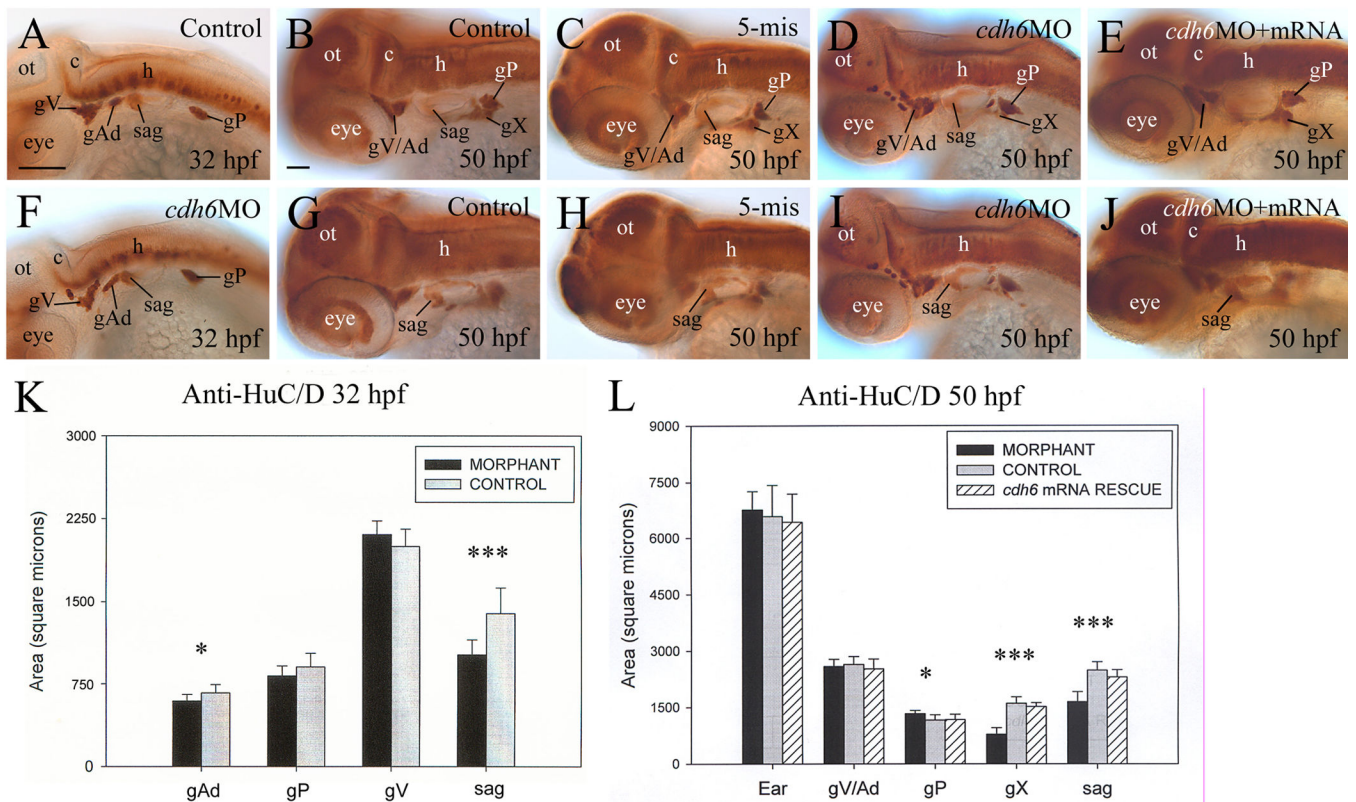 A
Control
ot
c
h
gV
gAd
sag
gP
eye
32 hpf
B
Control
ot
c
h
eye
gV/Ad
sag
gP
gX
50 hpf
C
5-mis
ot
c
h
eye
gV/Ad
sag
gP
gX
50 hpf
D
cdh6MO
ot
c
h
eye
gV/Ad
sag
gP
gX
50 hpf
E
cdh6MO+mRNA
ot
c
h
eye
gV/Ad
gP
gX
50 hpf
F
cdh6MO
ot
c
h
gV
gAd
sag
gP
eye
32 hpf
G
Control
ot
h
eye
sag
50 hpf
H
5-mis
ot
h
eye
sag
50 hpf
I
cdh6MO
ot
h
eye
sag
50 hpf
J
cdh6MO+mRNA
ot
c
h
eye
sag
50 hpf
K
Anti-HuC/D 32 hpf
Area (square microns)
3000
2250
1500
750
0
MORPHANT
CONTROL
*
***
gAd gP gV sag
L
Anti-HuC/D 50 hpf
Area (square microns)
9000
7500
6000
4500
3000
1500
0
MORPHANT
CONTROL
cdh6 mRNA RESCUE
*
***
***
Ear gV/Ad gP gX sag